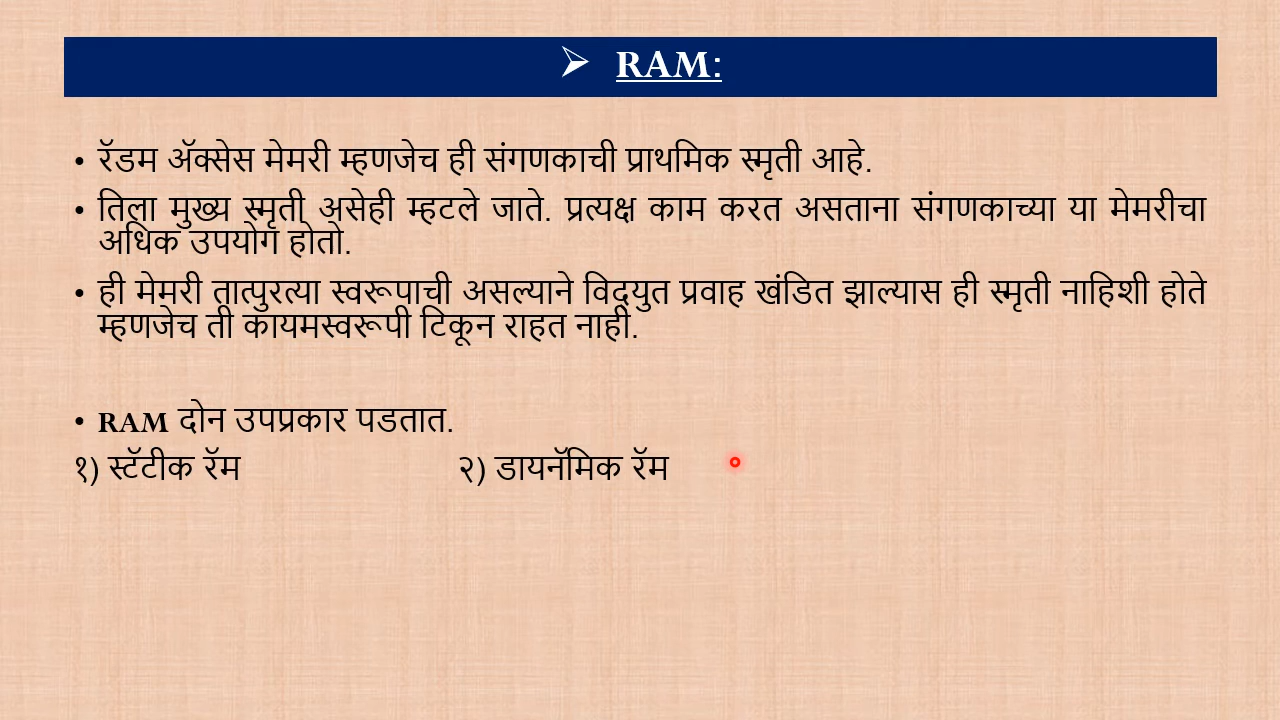 ➢ RAM:
• रॅडम ॲक्सेस मेमरी म्हणजेच ही संगणकाची प्राथमिक स्मृती आहे.
• तिला मुख्य स्मृती असेही म्हटले जाते. प्रत्यक्ष काम करत असताना संगणकाच्या या मेमरीचा
अधिक उपयोग होतो.
• ही मेमरी तात्पुरत्या स्वरूपाची असल्याने विद्युत प्रवाह खंडित झाल्यास ही स्मृती नाहिशी होते
म्हणजेच ती कायमस्वरूपी टिकून राहत नाही.
• RAM दोन उपप्रकार पडतात.
१) स्टॅटीक रॅम २) डायनॅमिक रॅम